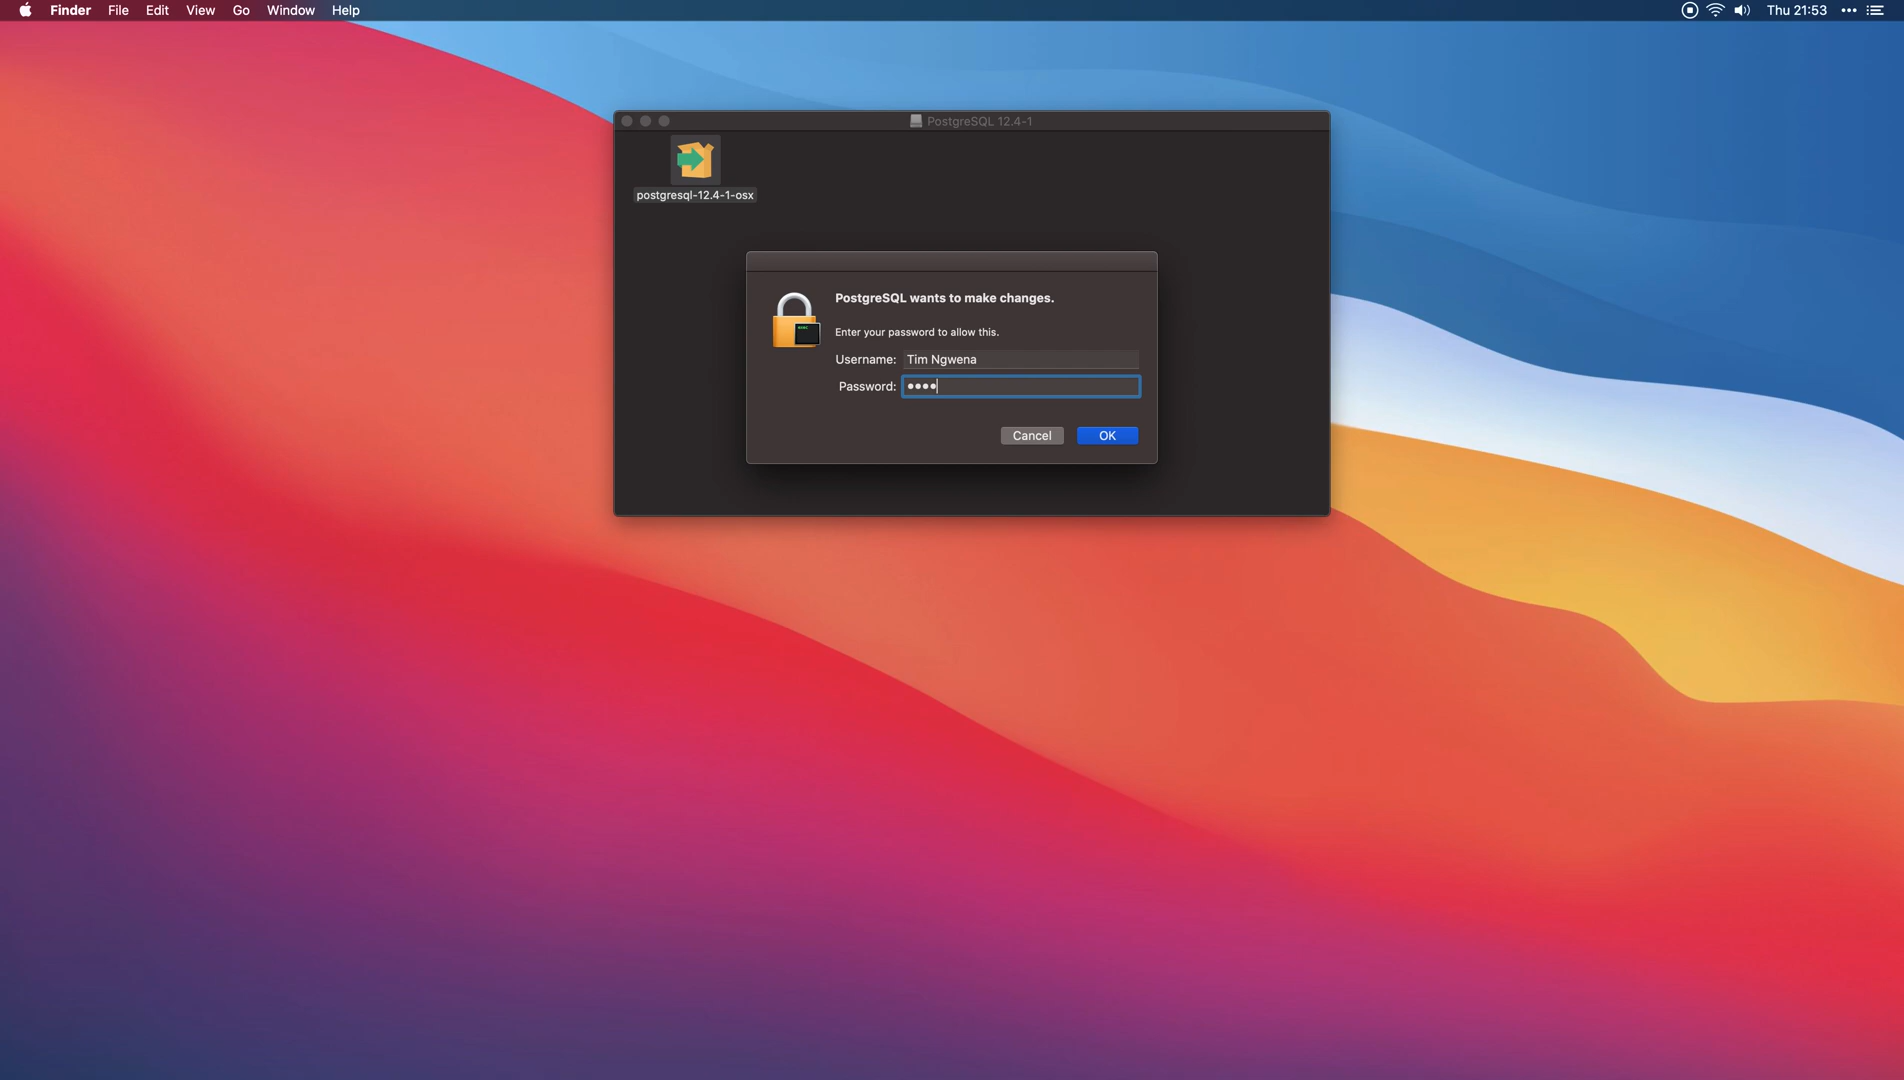 Finder File Edit View Go Window Help
Thu 21:53
PostgreSQL 12.4-1
postgresql-12.4-1-osx
PostgreSQL wants to make changes.
Enter your password to allow this.
Username: Tim Ngwena
Password: ••••
Cancel OK